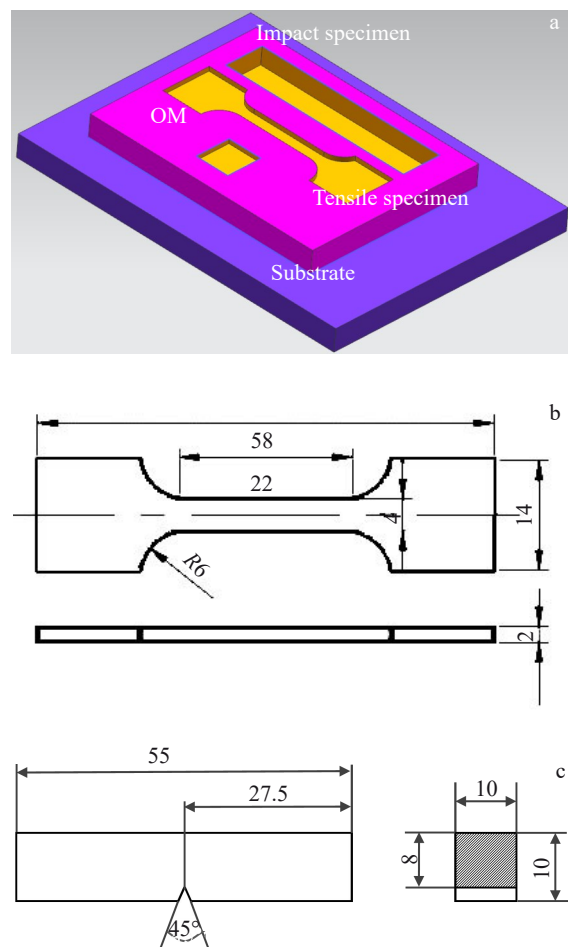 a
Impact specimen
OM
Tensile specimen
Substrate
b
58
22
4
14
R6
2
55
c
27.5
10
8
10
45°